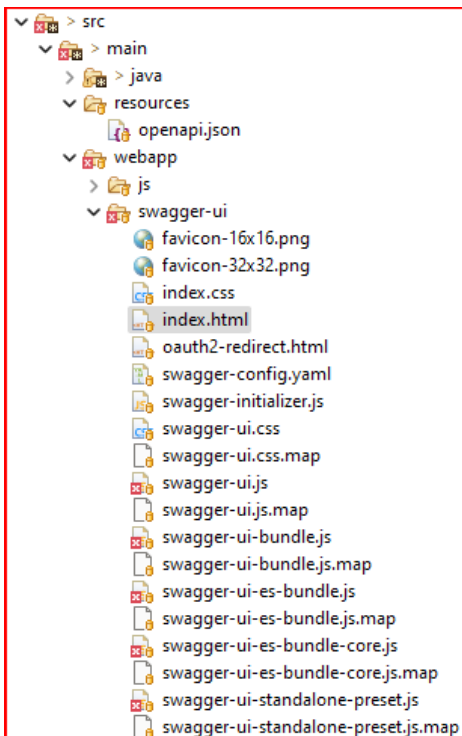 > src
> main
> java
resources
openapi.json
webapp
js
swagger-ui
favicon-16x16.png
favicon-32x32.png
index.css
index.html
oauth2-redirect.html
swagger-config.yaml
swagger-initializer.js
swagger-ui.css
swagger-ui.css.map
swagger-ui.js
swagger-ui.js.map
swagger-ui-bundle.js
swagger-ui-bundle.js.map
swagger-ui-es-bundle.js
swagger-ui-es-bundle.js.map
swagger-ui-es-bundle-core.js
swagger-ui-es-bundle-core.js.map
swagger-ui-standalone-preset.js
swagger-ui-standalone-preset.js.map